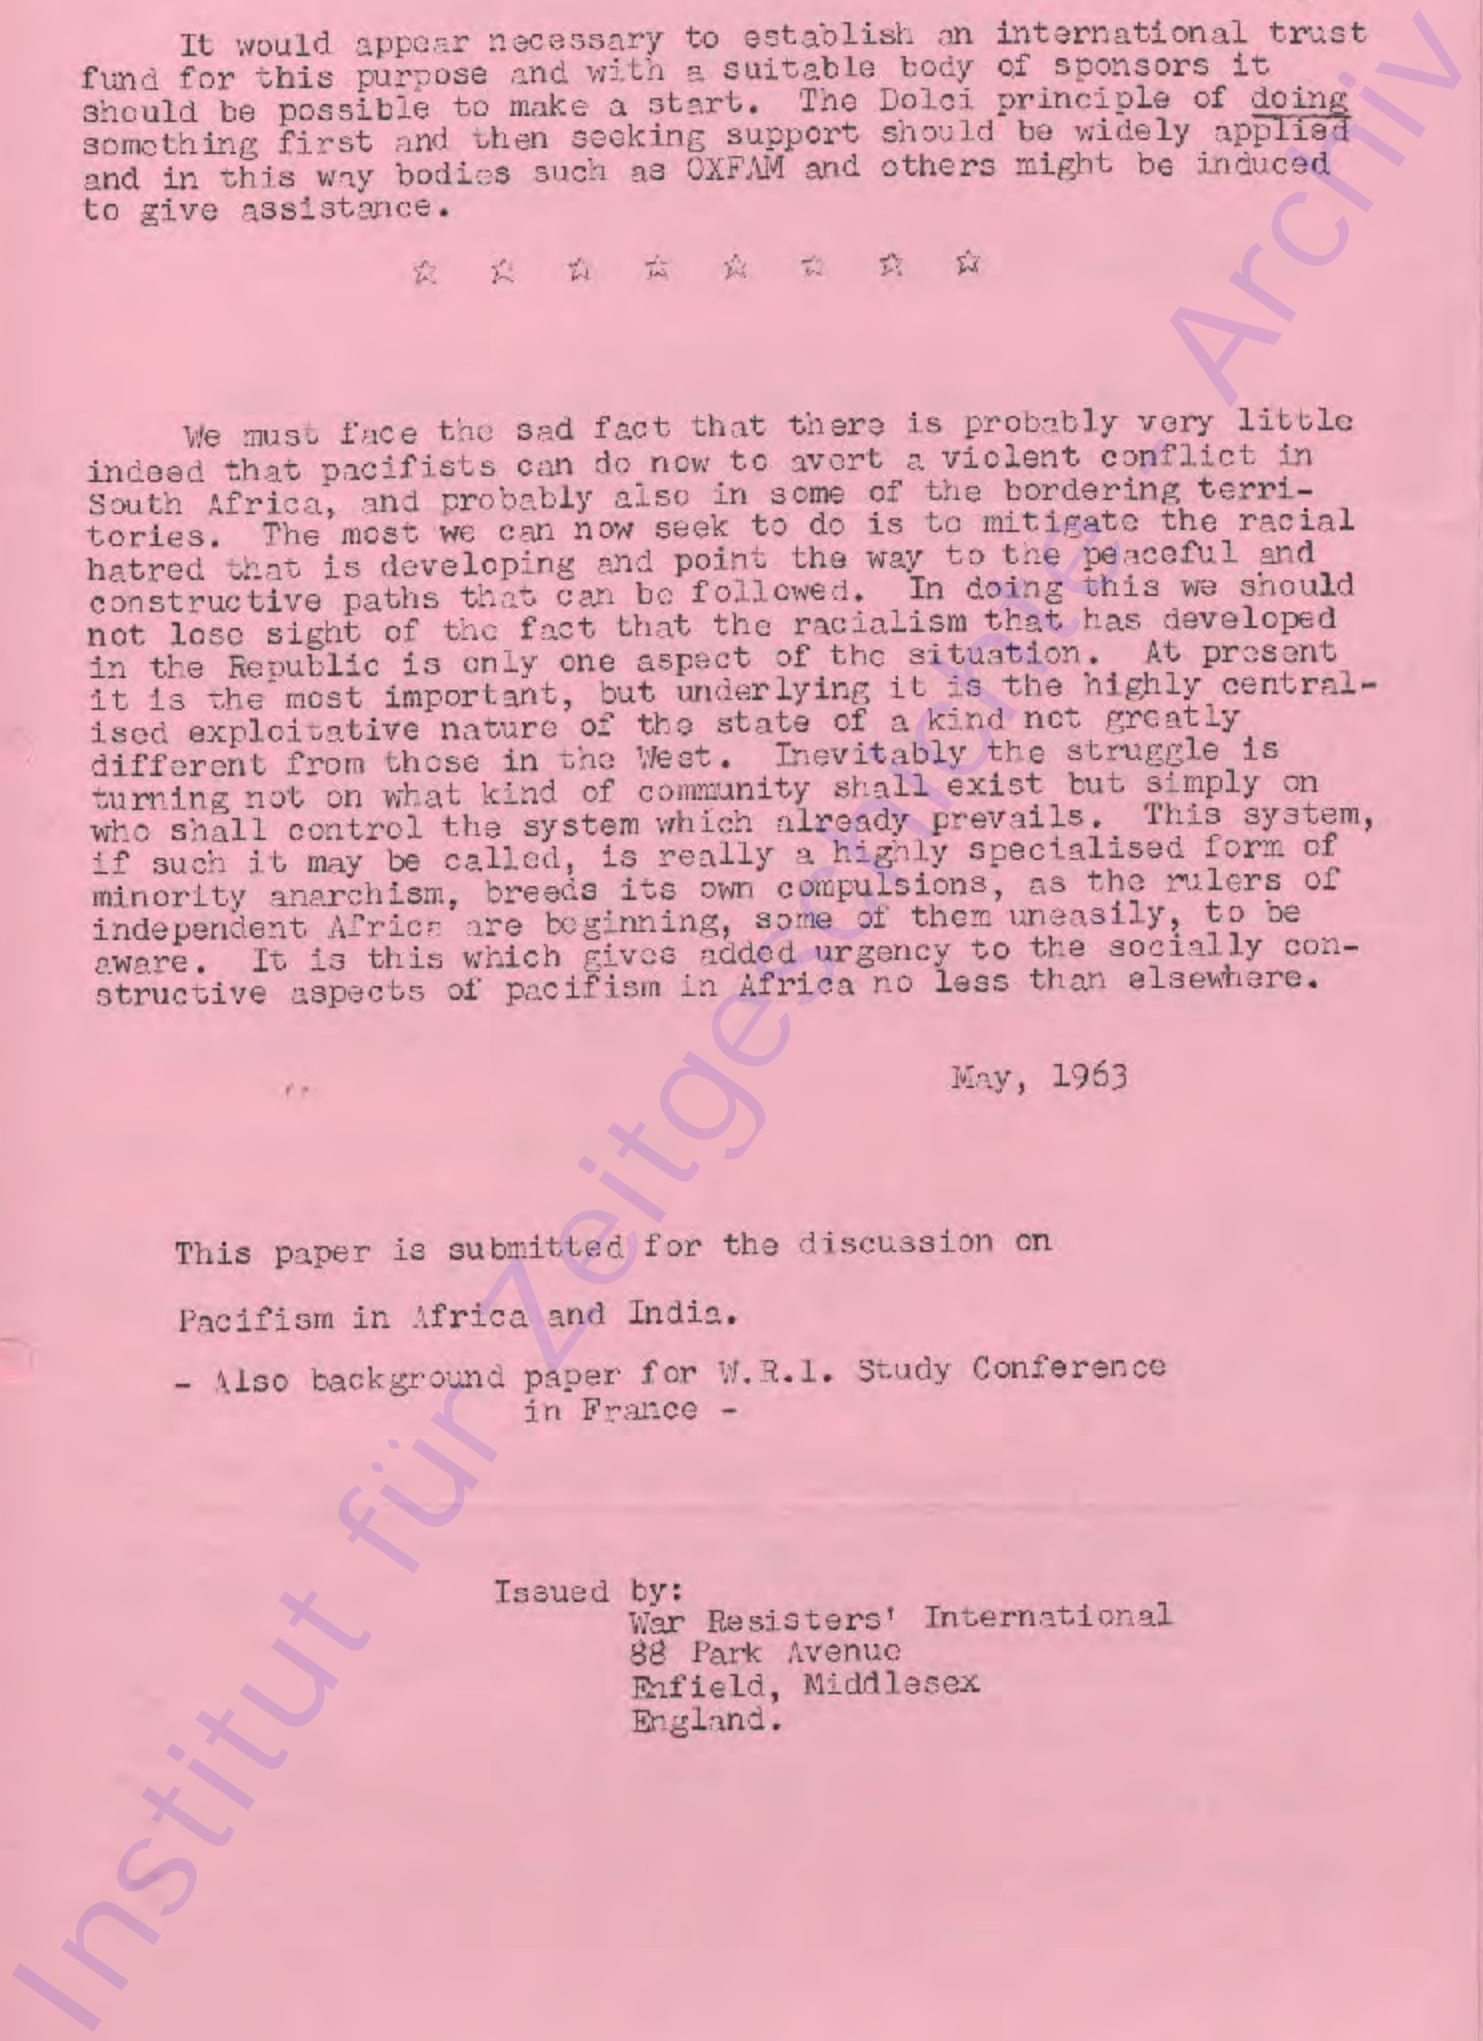 It would appear necessary to establish an international trust
fund for this purpose and with a suitable body of sponsors it
should be possible to make a start. The Dolci principle of doing
something first and then seeking support should be widely applied
and in this way bodies such as OXFAM and others might be induced
to give assistance.
☆ ☆ ☆ ☆ ☆ ☆ ☆ ☆
We must face the sad fact that there is probably very little
indeed that pacifists can do now to avert a violent conflict in
South Africa, and probably also in some of the bordering terri-
tories. The most we can now seek to do is to mitigate the racial
hatred that is developing and point the way to the peaceful and
constructive paths that can be followed. In doing this we should
not lose sight of the fact that the racialism that has developed
in the Republic is only one aspect of the situation. At present
it is the most important, but underlying it is the highly central-
ised exploitative nature of the state of a kind not greatly
different from those in the West. Inevitably the struggle is
turning not on what kind of community shall exist but simply on
who shall control the system which already prevails. This system,
if such it may be called, is really a highly specialised form of
minority anarchism, breeds its own compulsions, as the rulers of
independent Africa are beginning, some of them uneasily, to be
aware. It is this which gives added urgency to the socially con-
structive aspects of pacifism in Africa no less than elsewhere.
May, 1963
This paper is submitted for the discussion on
Pacifism in Africa and India.
- Also background paper for W.R.I. Study Conference
in France -
Issued by:
War Resisters' International
88 Park Avenue
Enfield, Middlesex
England.
Institut für Zeitgeschichte - Archiv